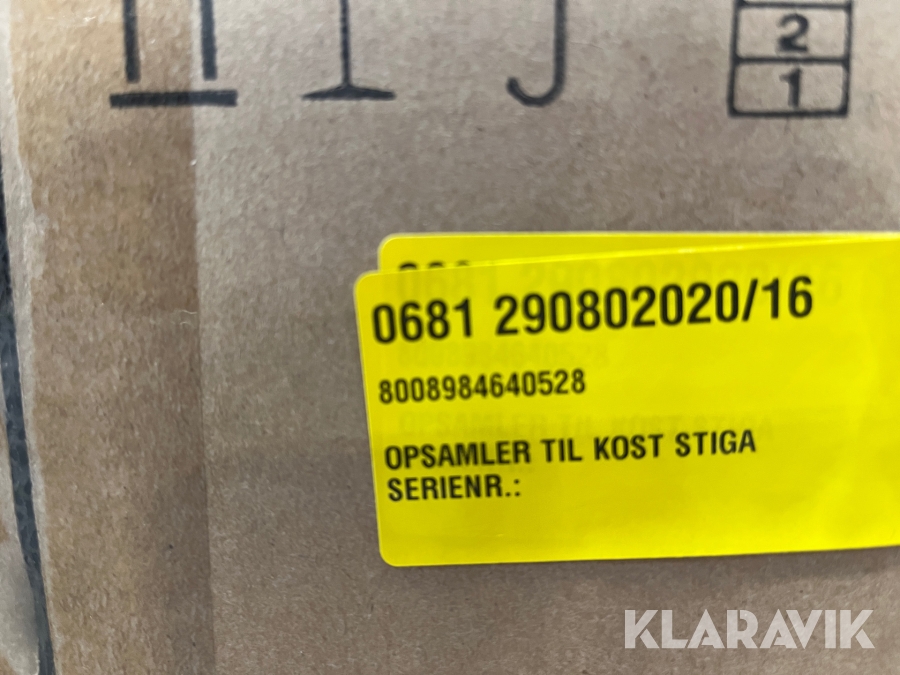 2
1
0681 290802020/16
8008984640528
OPSAMLER TIL KOST STIGA
SERIENR.:
KLARAVIK